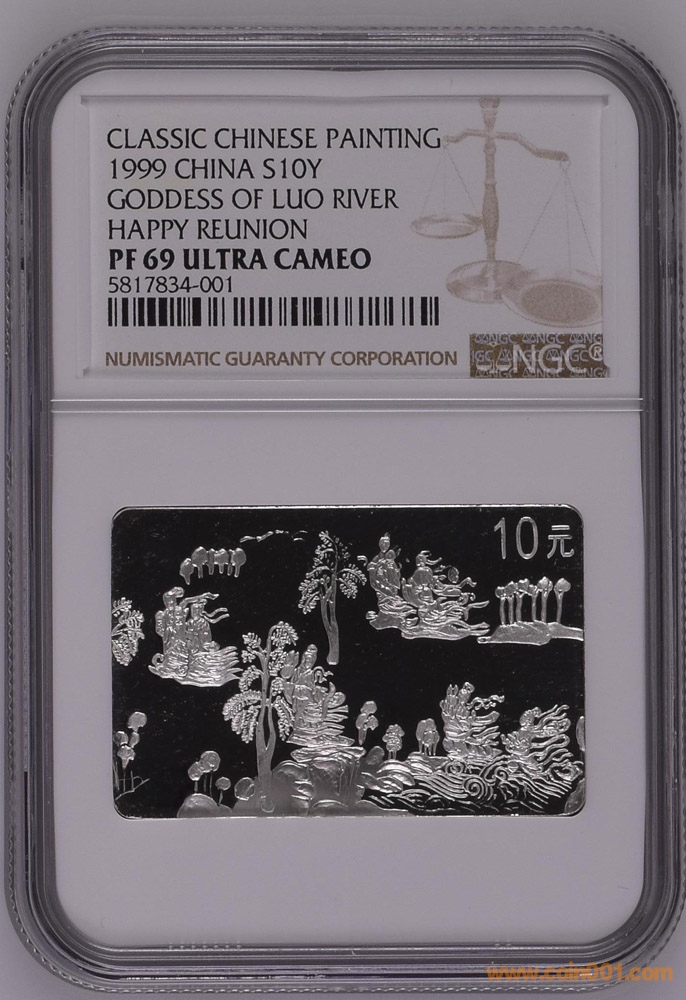 CLASSIC CHINESE PAINTING
1999 CHINA S10Y
GODDESS OF LUO RIVER
HAPPY REUNION
PF 69 ULTRA CAMEO
5817834-001
NUMISMATIC GUARANTY CORPORATION
NGC®
10元
www.coin001.com